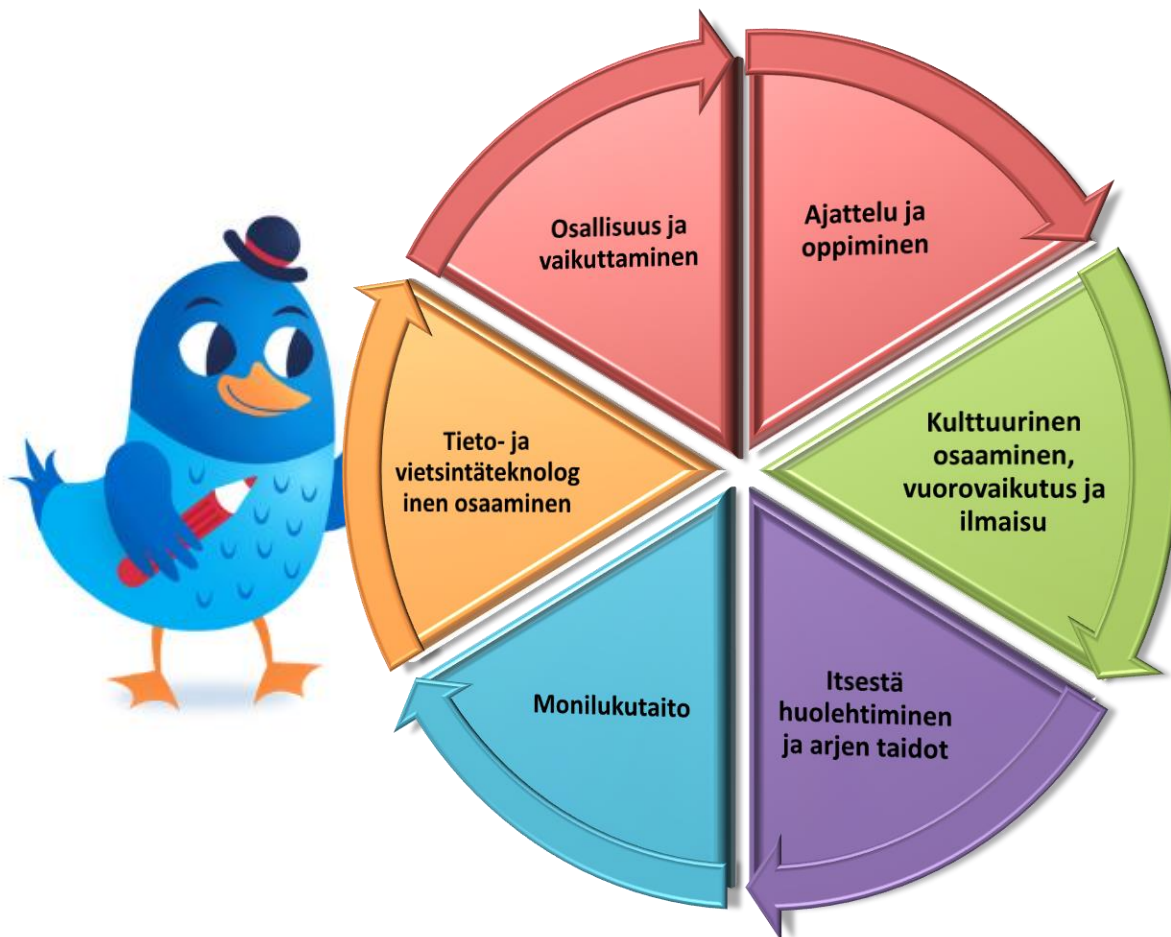 Osallisuus ja
vaikuttaminen
Ajattelu ja
oppiminen
Kulttuurinen
osaaminen,
vuorovaikutus ja
ilmaisu
Itsestä
huolehtiminen
ja arjen taidot
Monilukutaito
Tieto- ja
vietsintäteknolog
inen osaaminen